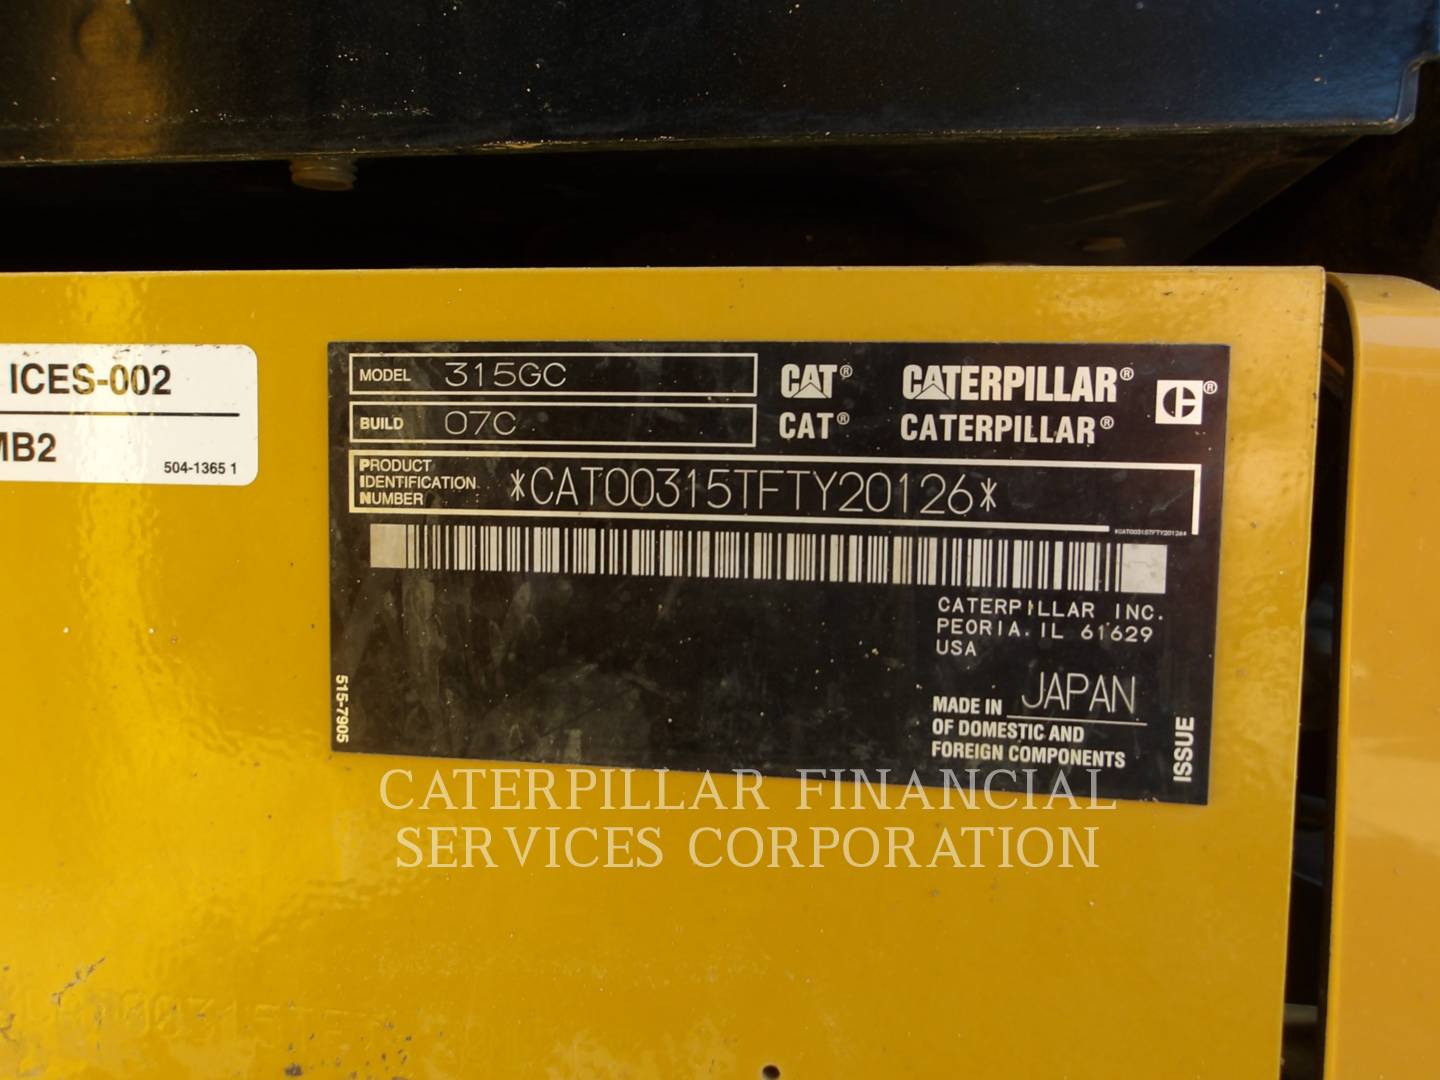 ICES-002
MB2
504-1365 1
MODEL 315GC
BUILD 07C
CAT® CATERPILLAR®
CAT® CATERPILLAR®
PRODUCT
IDENTIFICATION
NUMBER
*CAT00315TFTY20126*
*CAT00315TFTY20126*
CATERPILLAR INC.
PEORIA. IL 61629
USA
MADE IN JAPAN
OF DOMESTIC AND
FOREIGN COMPONENTS
515-7905
ISSUE
CATERPILLAR FINANCIAL
SERVICES CORPORATION